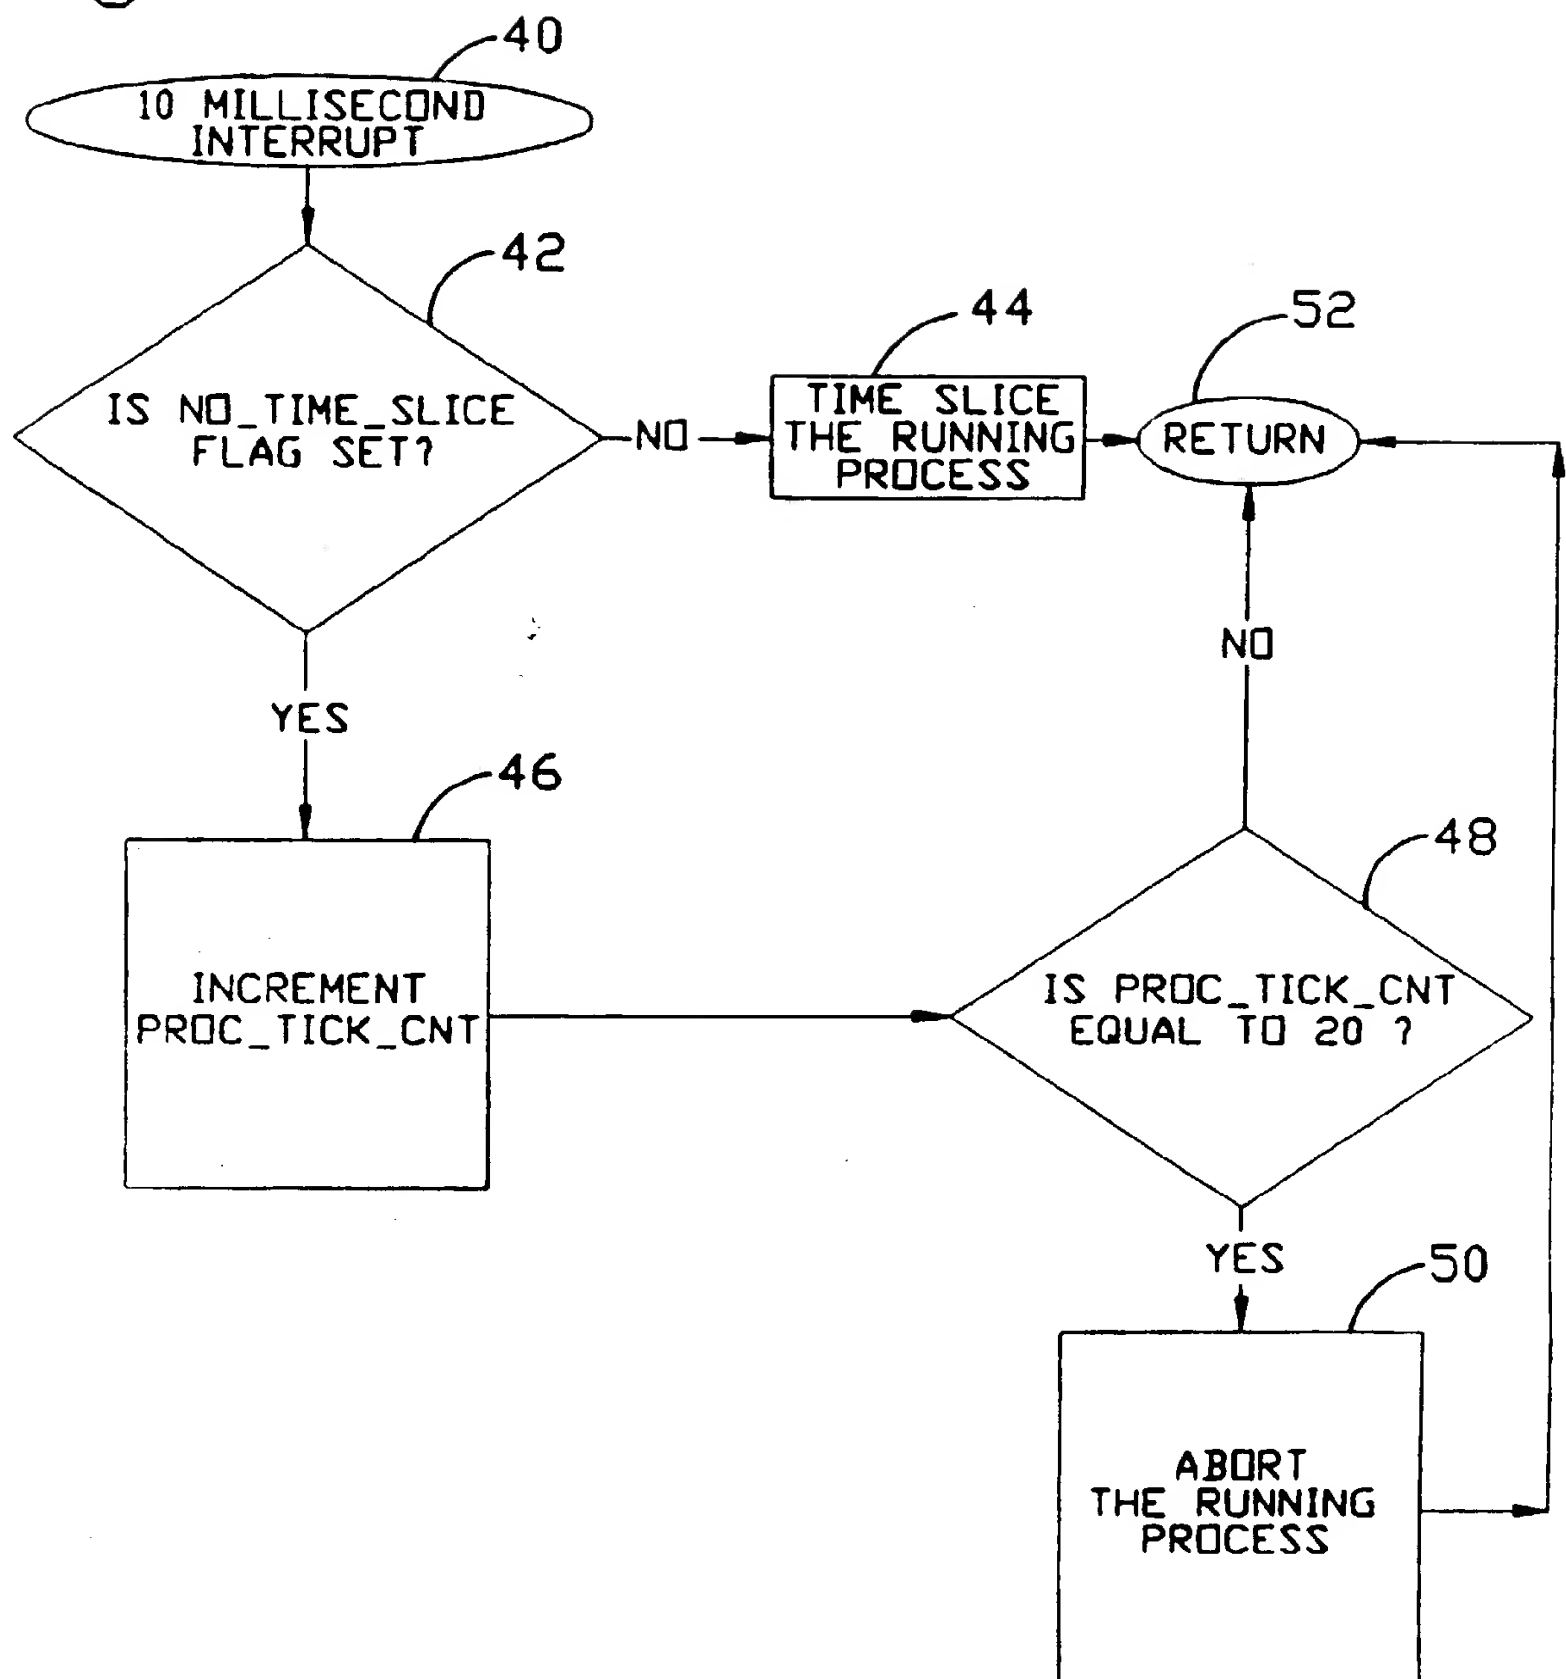 40
10 MILLISECOND
INTERRUPT
42
IS NO_TIME_SLICE
FLAG SET?
NO
44
TIME SLICE
THE RUNNING
PROCESS
52
RETURN
NO
YES
46
INCREMENT
PROC_TICK_CNT
48
IS PROC_TICK_CNT
EQUAL TO 20 ?
YES
50
ABORT
THE RUNNING
PROCESS